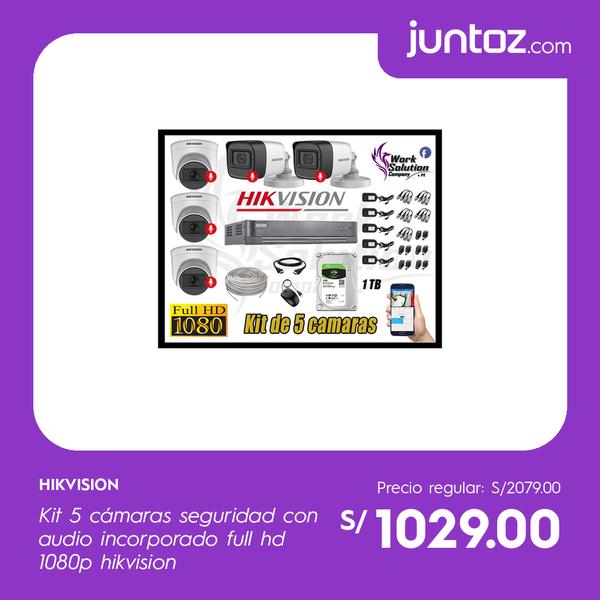 juntoz.com
Work
Solution
Company
HIKVISION
1 TB
Full HD
1080
Kit de 5 camaras
HIKVISION
Kit 5 cámaras seguridad con
audio incorporado full hd
1080p hikvision
Precio regular: S/2079.00
S/ 1029.00